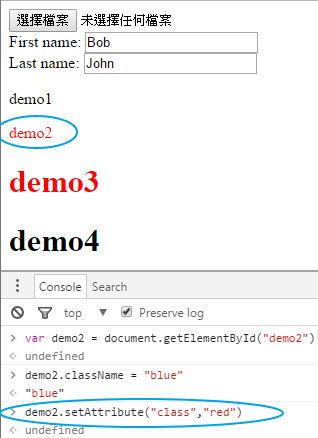 選擇檔案 未選擇任何檔案
First name: Bob
Last name: John
demo1
demo2
demo3
demo4
Console Search
top Preserve log
> var demo2 = document.getElementById("demo2")
undefined
> demo2.className = "blue"
"blue"
> demo2.setAttribute("class","red")
undefined